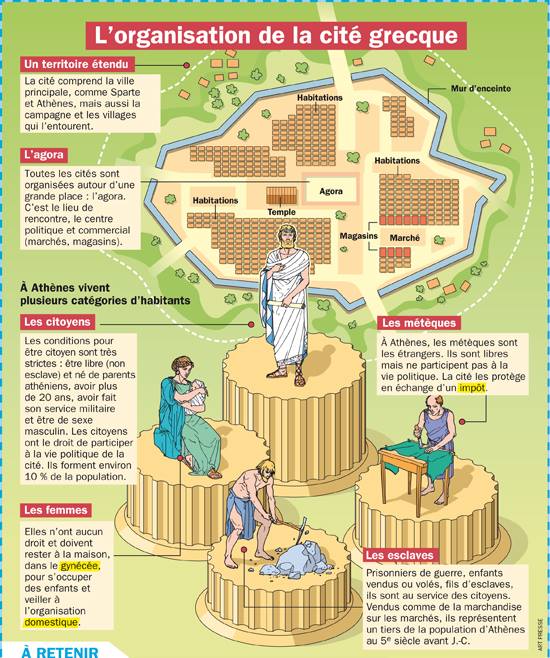 L'organisation de la cité grecque
Un territoire étendu
La cité comprend la ville
principale, comme Sparte
et Athènes, mais aussi la
campagne et les villages
qui l'entourent.
Mur d'enceinte
Habitations
L'agora
Toutes les cités sont
organisées autour d'une
grande place : l'agora.
C'est le lieu de
rencontre, le centre
politique et commercial
(marchés, magasins).
Habitations
Agora
Habitations
Temple
Magasins
Marché
À Athènes vivent
plusieurs catégories d'habitants
Les citoyens
Les conditions pour
être citoyen sont très
strictes : être libre (non
esclave) et né de parents
athéniens, avoir plus
de 20 ans, avoir fait
son service militaire
et être de sexe
masculin. Les citoyens
ont le droit de participer
à la vie politique de la
cité. Ils forment environ
10 % de la population.
Les métèques
À Athènes, les métèques sont
les étrangers. Ils sont libres
mais ne participent pas à la
vie politique. La cité les protège
en échange d'un impôt.
Les femmes
Elles n'ont aucun
droit et doivent
rester à la maison,
dans le gynécée,
pour s'occuper
des enfants et
veiller à
l'organisation
domestique.
Les esclaves
Prisonniers de guerre, enfants
vendus ou volés, fils d'esclaves,
ils sont au service des citoyens.
Vendus comme de la marchandise
sur les marchés, ils représentent
un tiers de la population d'Athènes
au 5e siècle avant J.-C.
ART PRESSE
À RETENIR